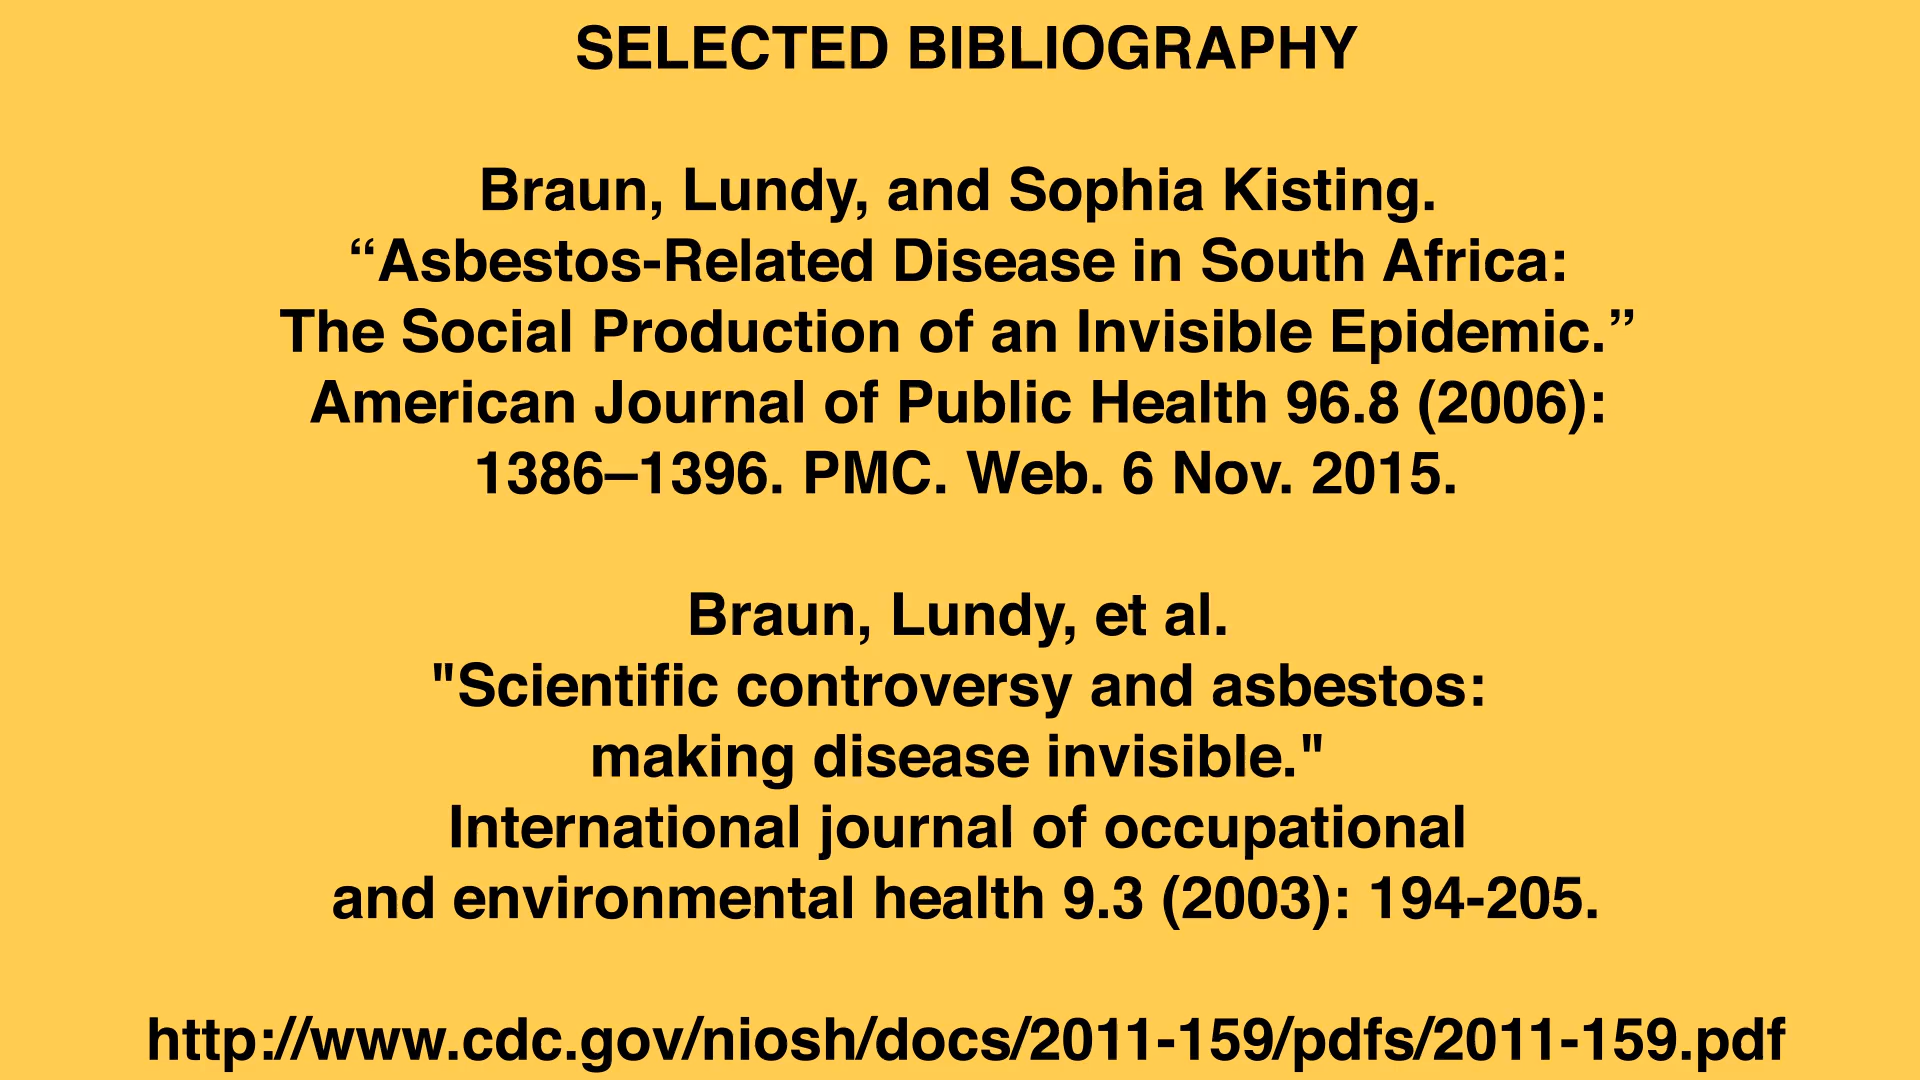 SELECTED BIBLIOGRAPHY
Braun, Lundy, and Sophia Kisting.
“Asbestos-Related Disease in South Africa:
The Social Production of an Invisible Epidemic.”
American Journal of Public Health 96.8 (2006):
1386–1396. PMC. Web. 6 Nov. 2015.
Braun, Lundy, et al.
"Scientific controversy and asbestos:
making disease invisible."
International journal of occupational
and environmental health 9.3 (2003): 194-205.
http://www.cdc.gov/niosh/docs/2011-159/pdfs/2011-159.pdf